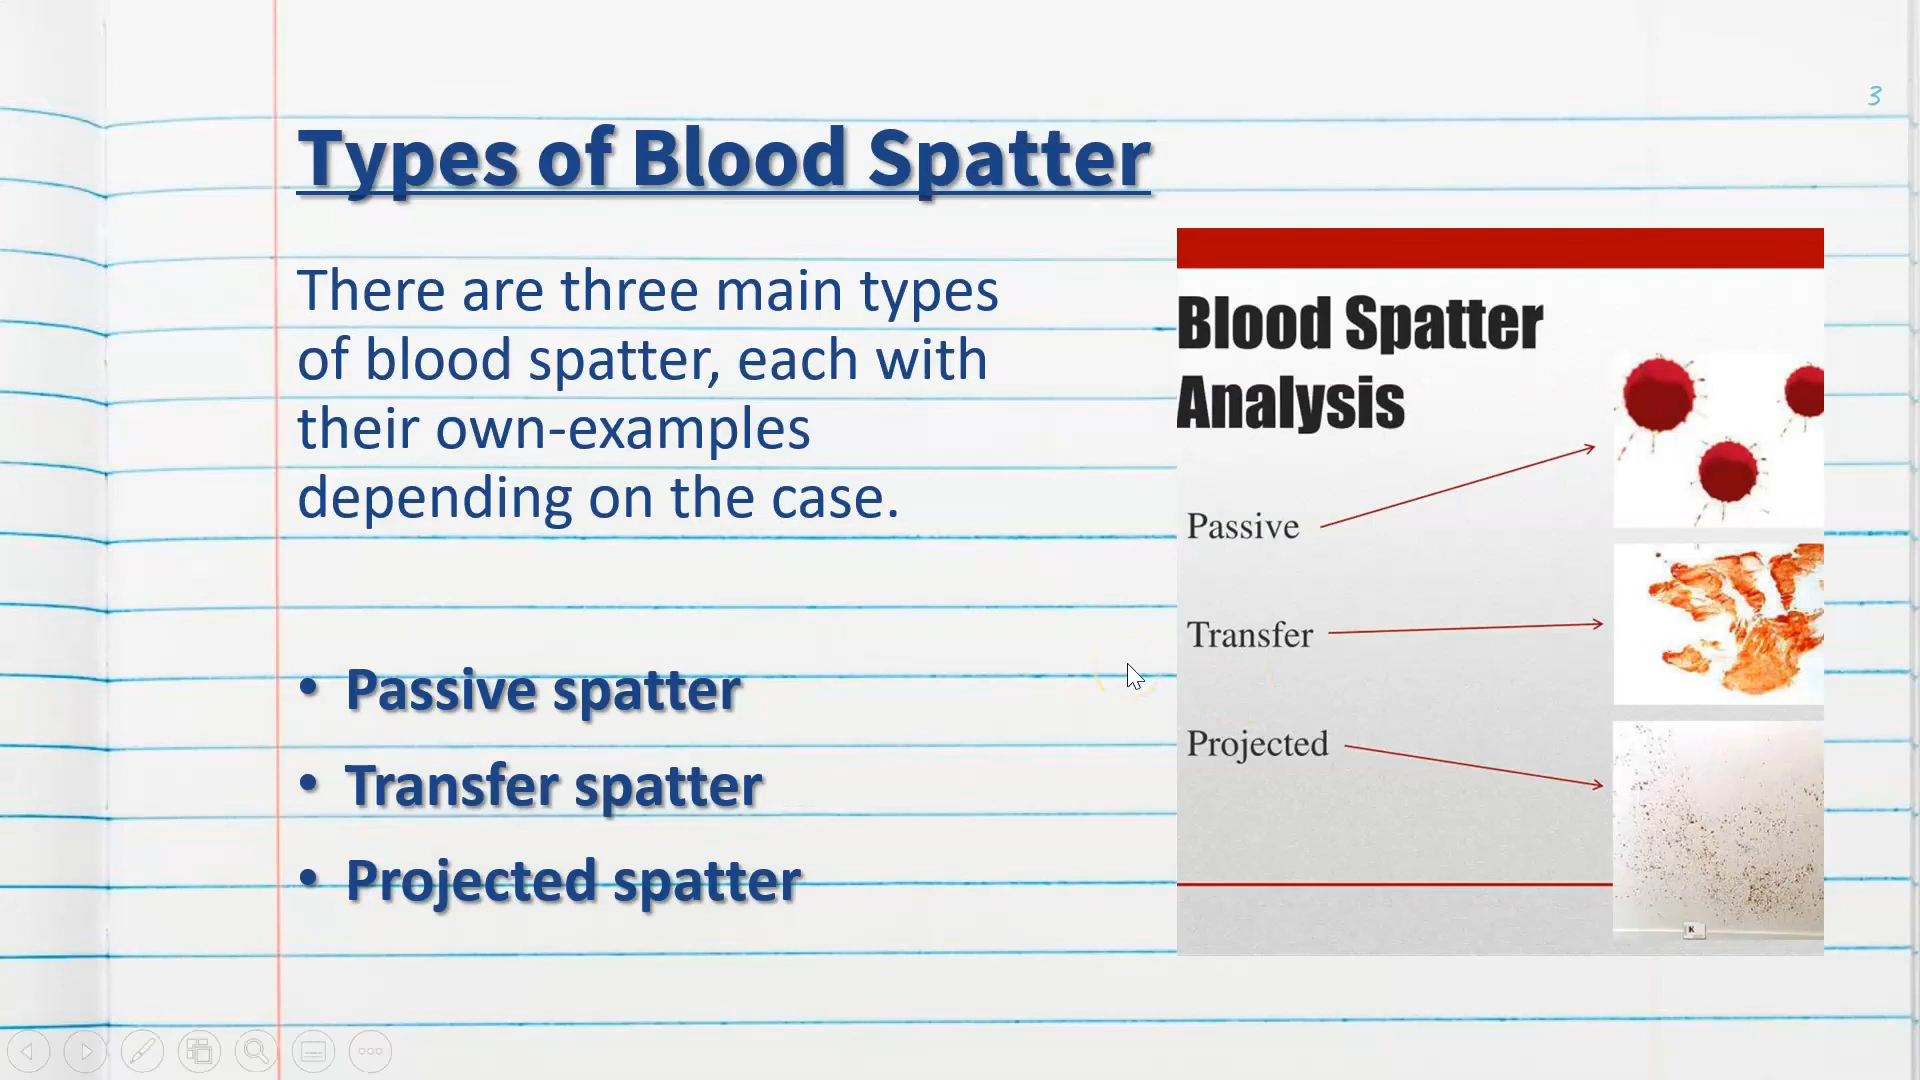 3
Types of Blood Spatter
There are three main types
of blood spatter, each with
their own-examples
depending on the case.
• Passive spatter
• Transfer spatter
• Projected spatter
Blood Spatter
Analysis
Passive
Transfer
Projected
K